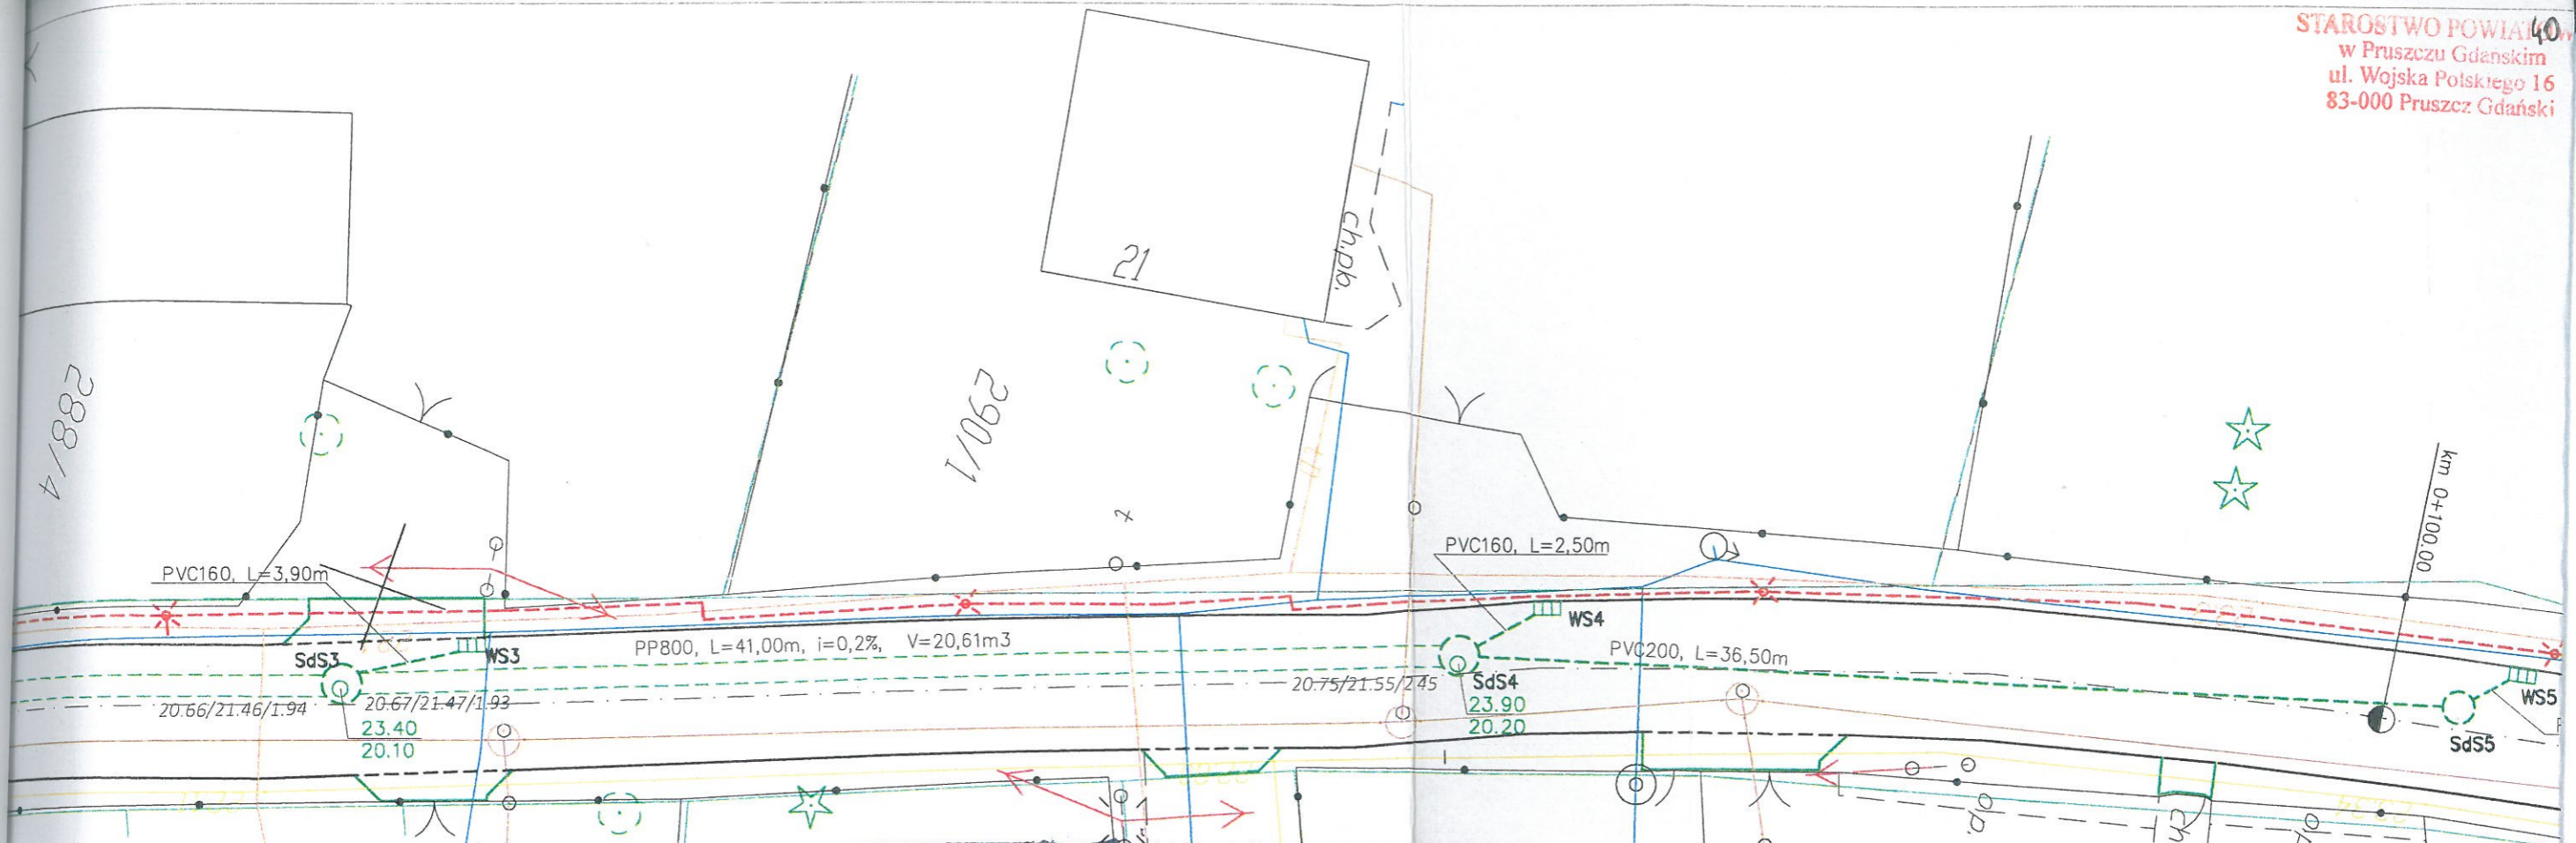 40
STAROSTWO POWIATOW
w Pruszczu Gdańskim
ul. Wojska Polskiego 16
83-000 Pruszcz Gdański
21
ch.pb.
288/4
290/1
km 0+100.00
PVC160, L=3,90m
PVC160, L=2,50m
WS4
SdS3
WS3
PP800, L=41,00m, i=0,2%, V=20,61m3
PVC200, L=36,50m
20.66/21.46/1.94
20.67/21.47/1.93
23.40
20.10
20.75/21.55/2.45
SdS4
23.90
20.20
WS5
SdS5
op.
ch